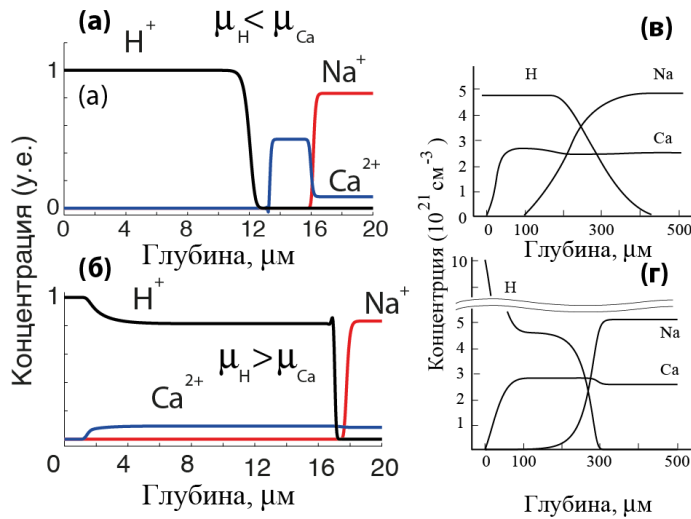 (а)
μH < μCa
H+
Na+
1
(а)
Ca2+
0
0 4 8 12 16 20
Глубина, μм
Концентрация (у.е.)
(б)
1
H+
Na+
μH > μCa
Ca2+
0 4 8 12 16 20
Глубина, μм
(в)
H
Na
5
4
3
Ca
2
1
0
0 100 300 500
Глубина, μм
Концентрция (10 21 см -3
(г)
10
H
5
Na
4
3
Ca
2
1
0 100 300 500
Глубина, μм